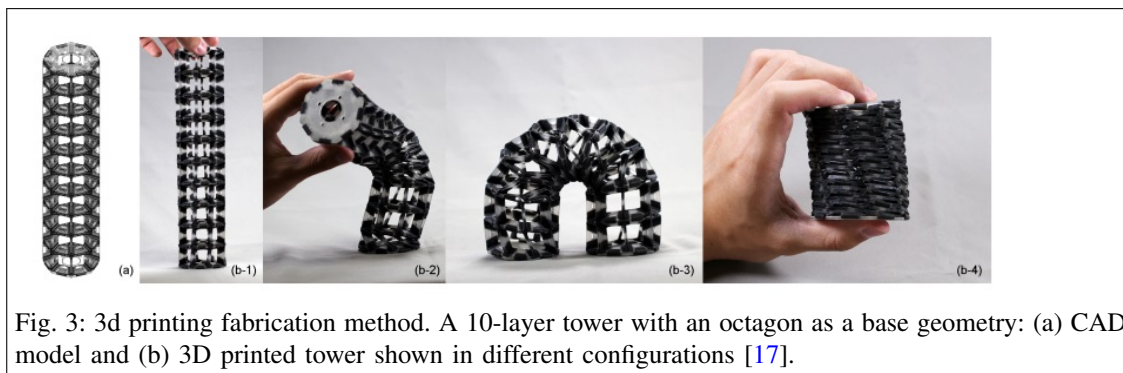 (a)
(b-1)
(b-2)
(b-3)
(b-4)
Fig. 3: 3d printing fabrication method. A 10-layer tower with an octagon as a base geometry: (a) CAD
model and (b) 3D printed tower shown in different configurations [17].